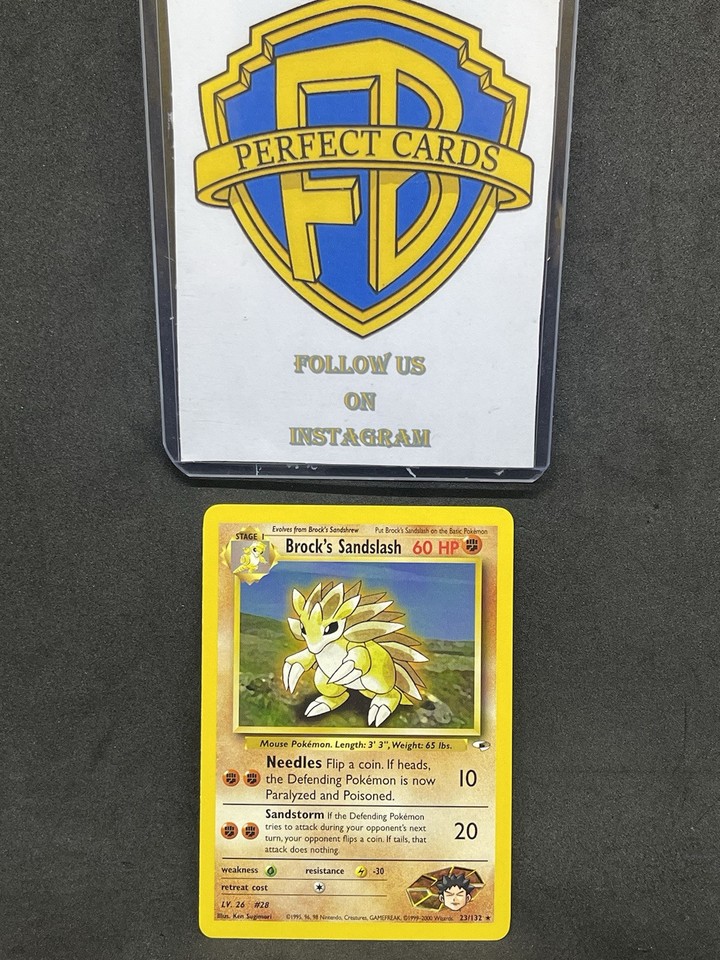 FB
PERFECT CARDS
FOLLOW US
ON
INSTAGRAM
Evolves from Brock's Sandshrew Put Brock's Sandslash on the Basic Pokémon
STAGE 1
Brock's Sandslash 60 HP
Mouse Pokémon. Length: 3' 3", Weight: 65 lbs.
Needles Flip a coin. If heads,
the Defending Pokémon is now 10
Paralyzed and Poisoned.
Sandstorm If the Defending Pokémon
tries to attack during your opponent's next
turn, your opponent flips a coin. If tails, that 20
attack does nothing.
weakness resistance -30
retreat cost
LV. 26 #28
Illus. Ken Sugimori ©1995, 96, 98 Nintendo, Creatures, GAMEFREAK. ©1999-2000 Wizards. 23/132 ★